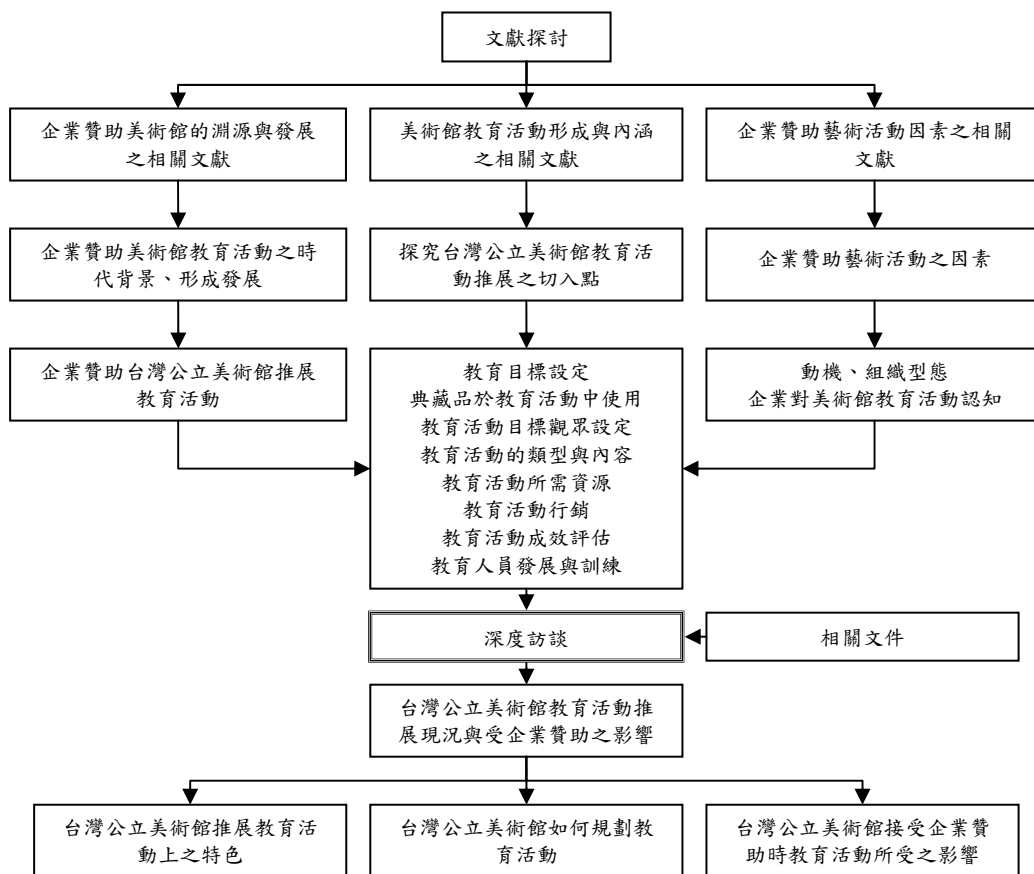 文獻探討
企業贊助美術館的淵源與發展
之相關文獻
美術館教育活動形成與內涵
之相關文獻
企業贊助藝術活動因素之相關
文獻
企業贊助美術館教育活動之時
代背景、形成發展
探究台灣公立美術館教育活
動推展之切入點
企業贊助藝術活動之因素
企業贊助台灣公立美術館推展
教育活動
教育目標設定
典藏品於教育活動中使用
教育活動目標觀眾設定
教育活動的類型與內容
教育活動所需資源
教育活動行銷
教育活動成效評估
教育人員發展與訓練
動機、組織型態
企業對美術館教育活動認知
深度訪談
相關文件
台灣公立美術館教育活動推
展現況與受企業贊助之影響
台灣公立美術館推展教育活
動上之特色
台灣公立美術館如何規劃教
育活動
台灣公立美術館接受企業贊
助時教育活動所受之影響